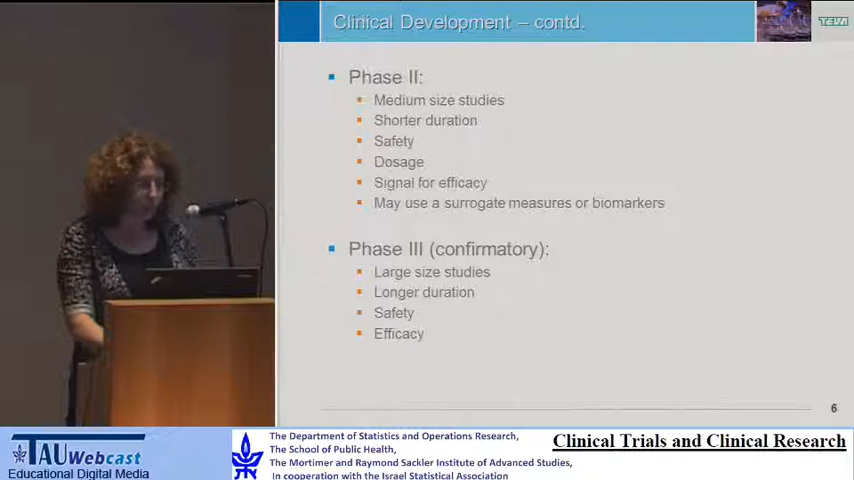 Clinical Development – contd.
TEVA
Phase II:
Medium size studies
Shorter duration
Safety
Dosage
Signal for efficacy
May use a surrogate measures or biomarkers
Phase III (confirmatory):
Large size studies
Longer duration
Safety
Efficacy
6
TAU Webcast
Educational Digital Media
The Department of Statistics and Operations Research,
The School of Public Health,
The Mortimer and Raymond Sackler Institute of Advanced Studies,
In cooperation with the Israel Statistical Association
Clinical Trials and Clinical Research